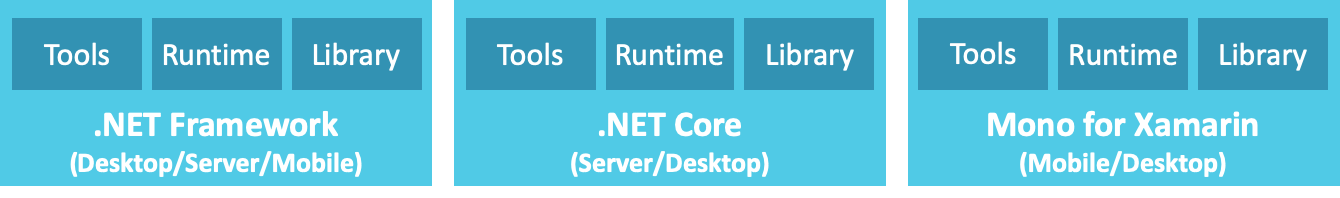 Tools Runtime Library
.NET Framework
(Desktop/Server/Mobile)
Tools Runtime Library
.NET Core
(Server/Desktop)
Tools Runtime Library
Mono for Xamarin
(Mobile/Desktop)